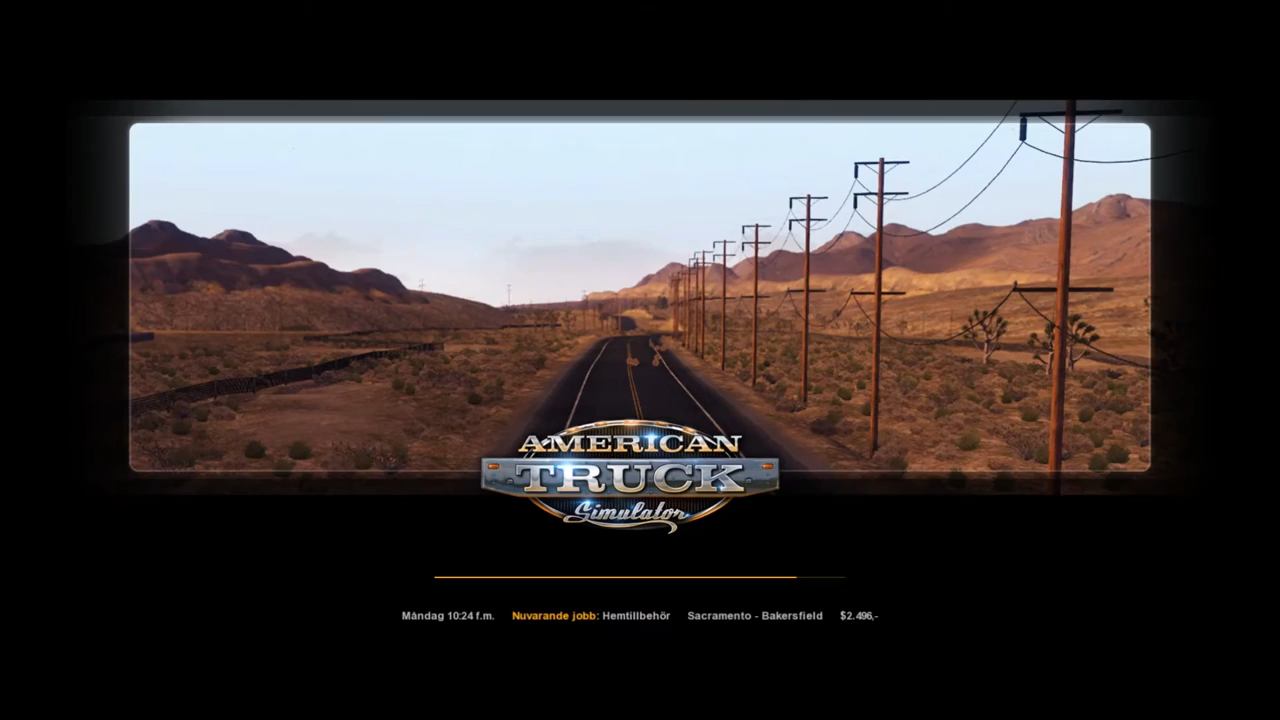 AMERICAN
TRUCK
Simulator
Måndag 10:24 f.m. Nuvarande jobb: Hemtillbehör Sacramento - Bakersfield $2.496,-